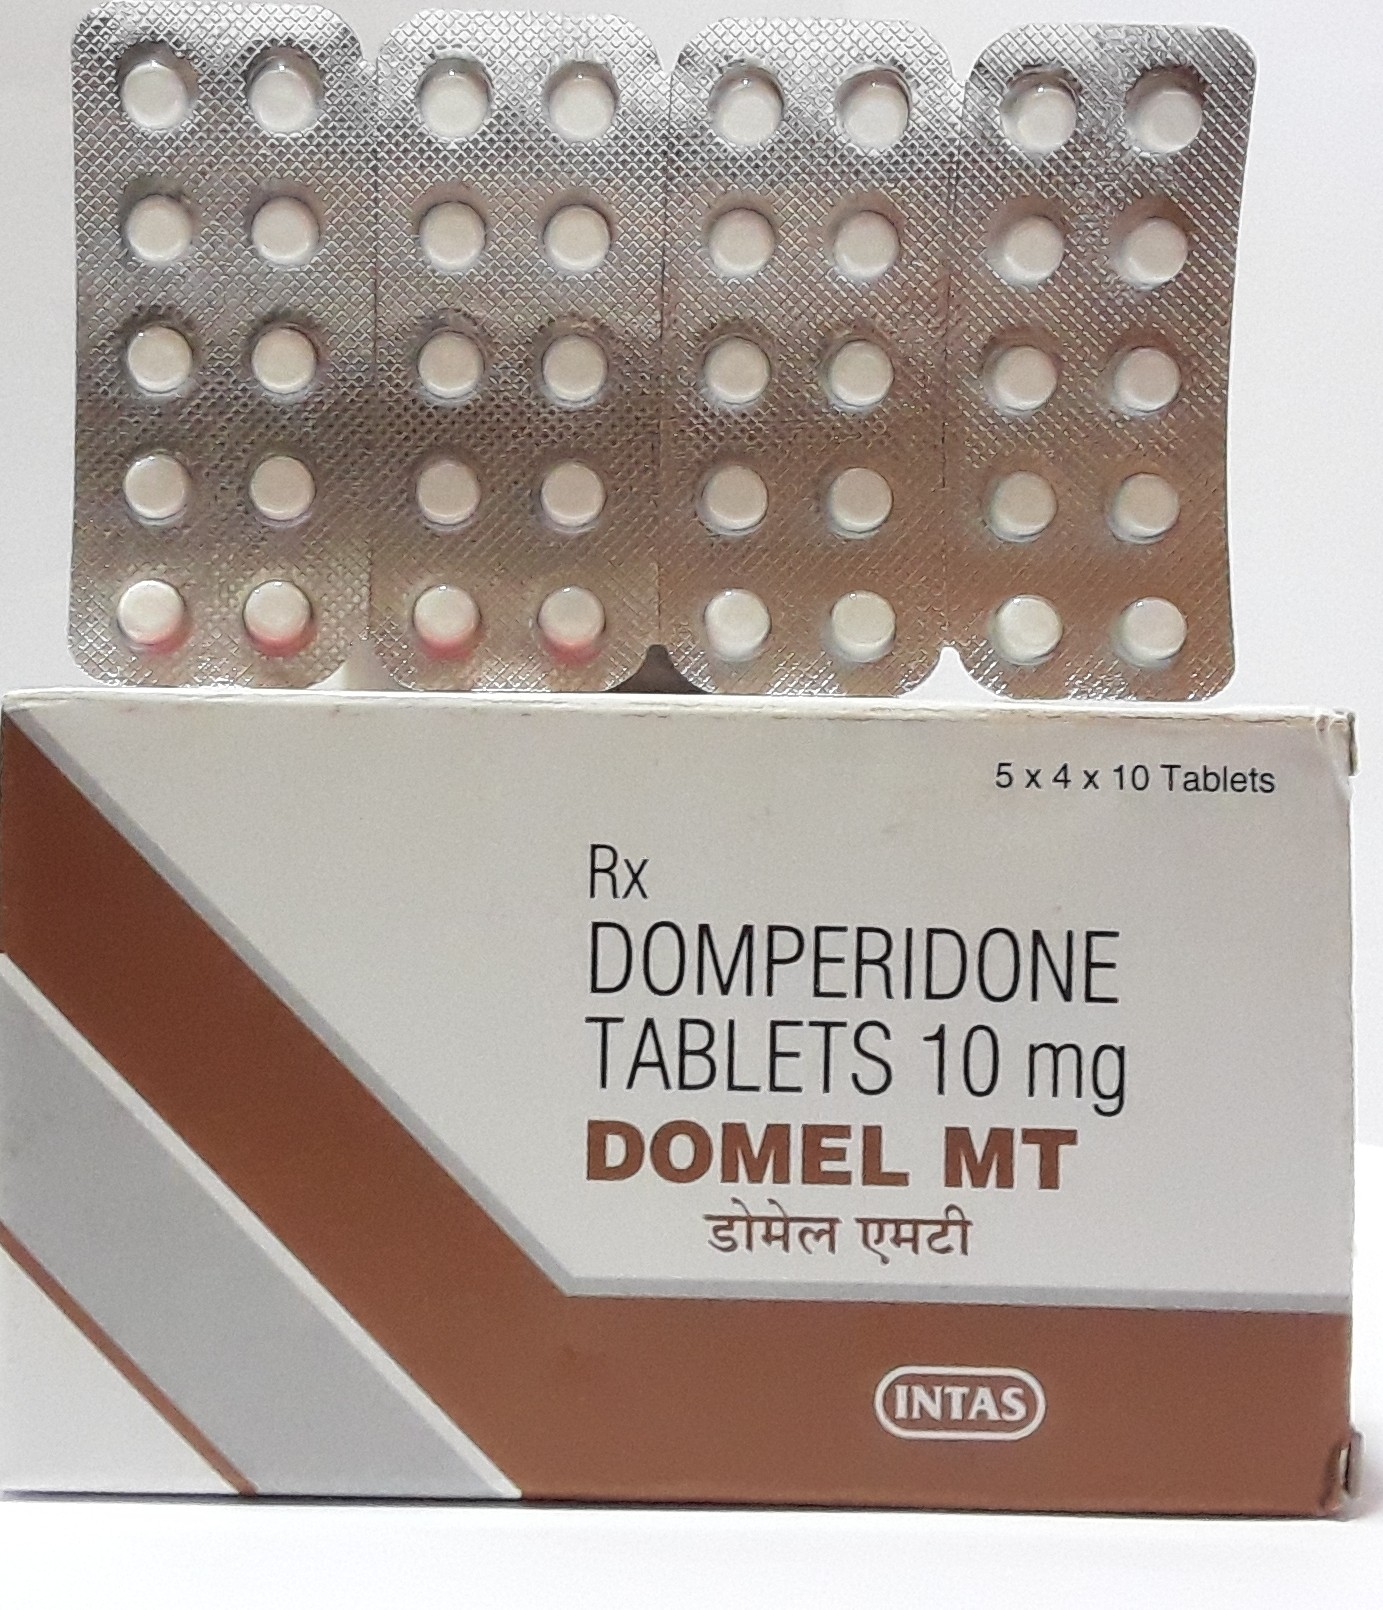 5 x 4 x 10 Tablets
Rx
DOMPERIDONE
TABLETS 10 mg
DOMEL MT
डोमेल एमटी
INTAS